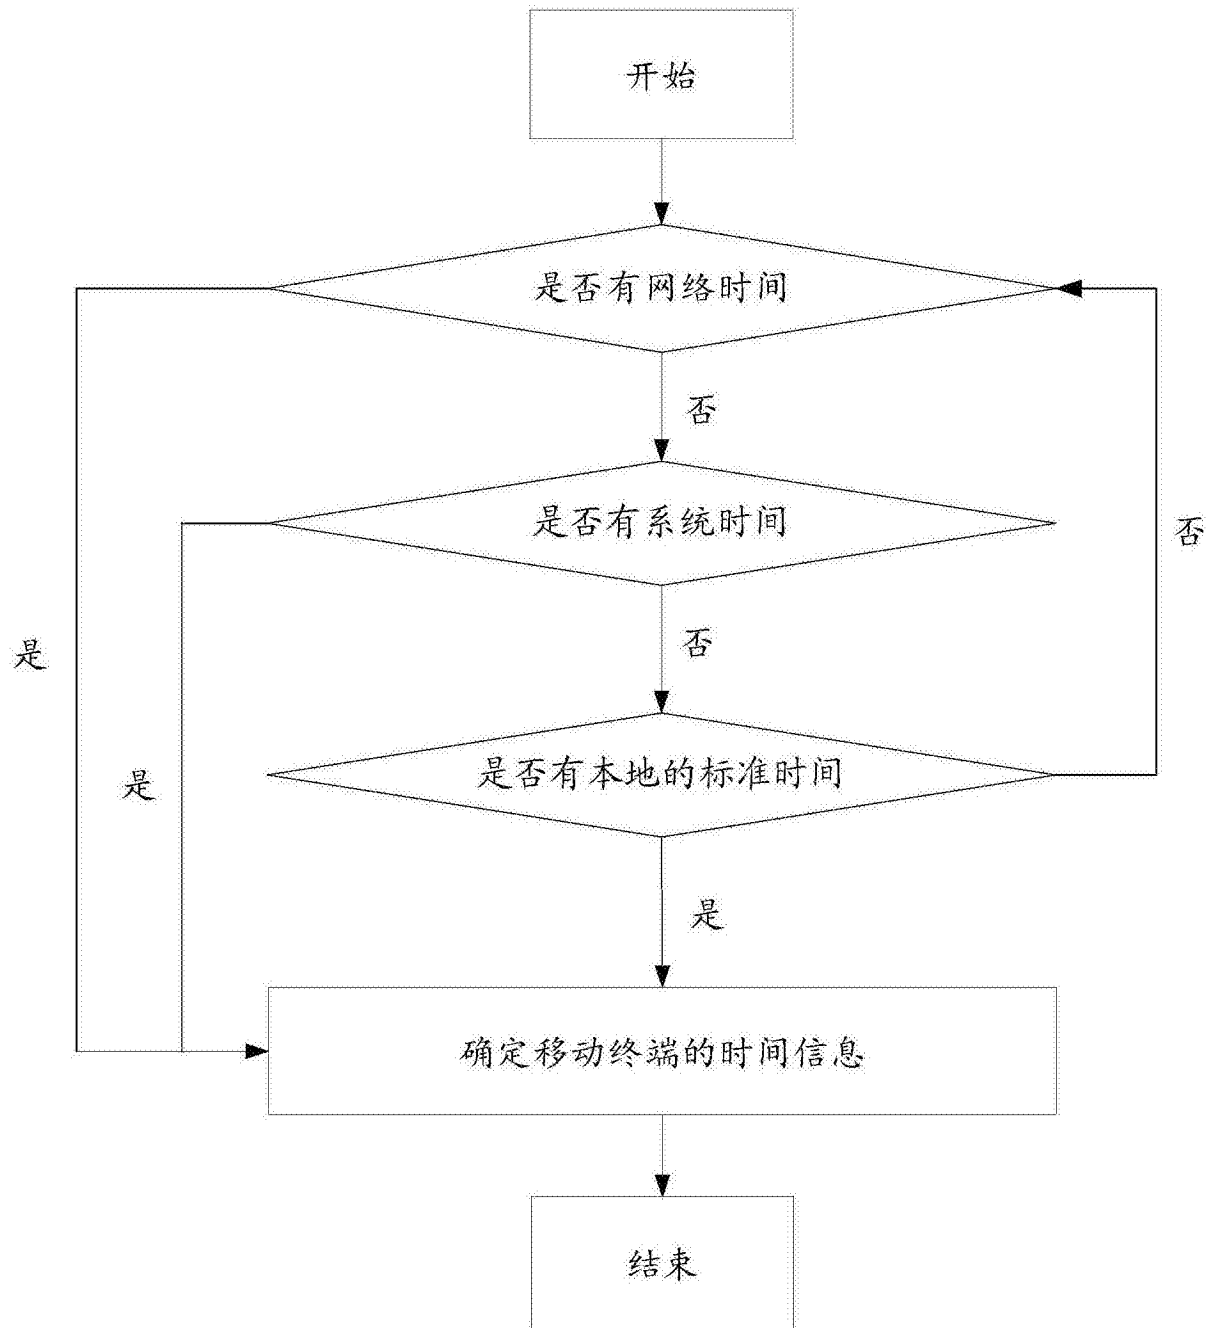 开始
是否有网络时间
否
是否有系统时间
否
否
是
是
是否有本地的标准时间
是
确定移动终端的时间信息
结束